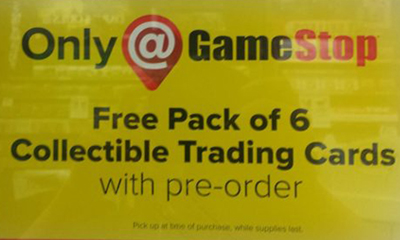 Only @ GameStop
Free Pack of 6
Collectible Trading Cards
with pre-order
Pick up at time of purchase, while supplies last.